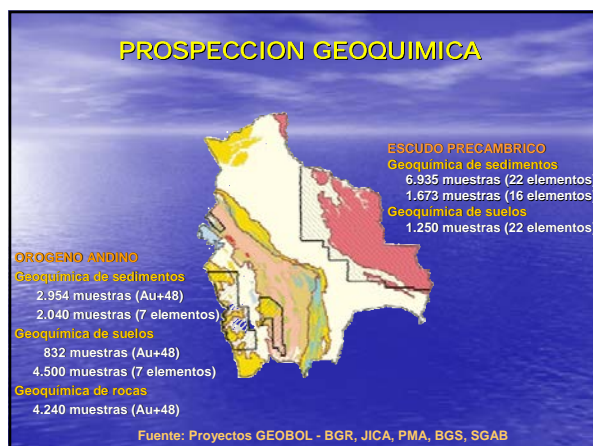 PROSPECCION GEOQUIMICA
ESCUDO PRECAMBRICO
Geoquímica de sedimentos
6.935 muestras (22 elementos)
1.673 muestras (16 elementos)
Geoquímica de suelos
1.250 muestras (22 elementos)
OROGENO ANDINO
Geoquímica de sedimentos
2.954 muestras (Au+48)
2.040 muestras (7 elementos)
Geoquímica de suelos
832 muestras (Au+48)
4.500 muestras (7 elementos)
Geoquímica de rocas
4.240 muestras (Au+48)
Fuente: Proyectos GEOBOL - BGR, JICA, PMA, BGS, SGAB